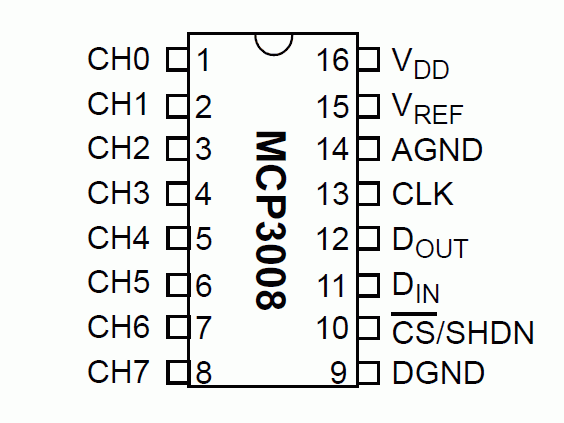 CH0 1 16 VDD
CH1 2 15 VREF
CH2 3 14 AGND
CH3 4 13 CLK
CH4 5 12 DOUT
CH5 6 11 DIN
CH6 7 10 C̅S̅/SHDN
CH7 8 9 DGND
MCP3008